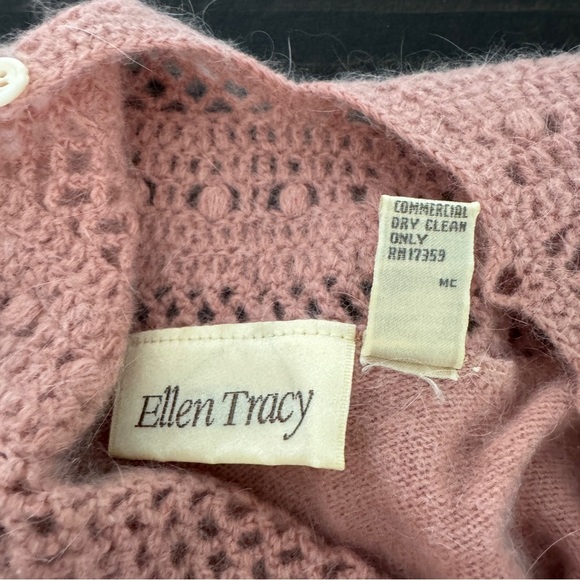 COMMERCIAL
DRY CLEAN
ONLY
RN17359
MC
Ellen Tracy